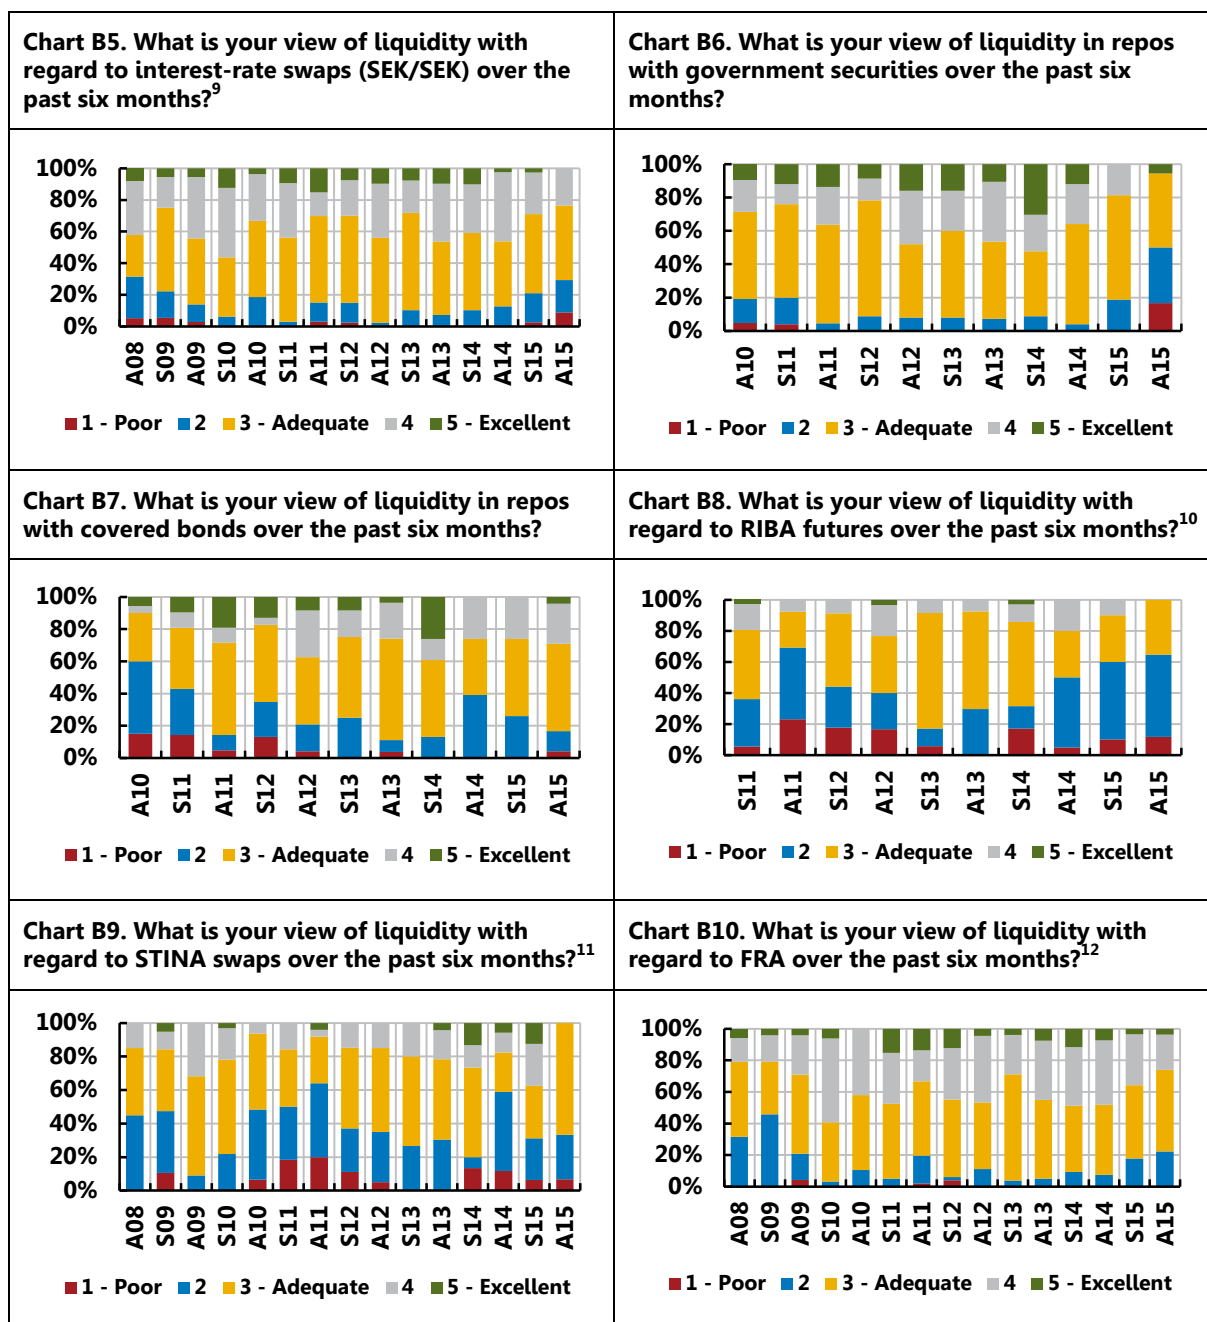 Chart B5. What is your view of liquidity with
regard to interest-rate swaps (SEK/SEK) over the
past six months?9
100%
80%
60%
40%
20%
0%
A08 S09 A09 S10 A10 S11 A11 S12 A12 S13 A13 S14 A14 S15 A15
1 - Poor 2 3 - Adequate 4 5 - Excellent
Chart B6. What is your view of liquidity in repos
with government securities over the past six
months?
100%
80%
60%
40%
20%
0%
A10 S11 A11 S12 A12 S13 A13 S14 A14 S15 A15
1 - Poor 2 3 - Adequate 4 5 - Excellent
Chart B7. What is your view of liquidity in repos
with covered bonds over the past six months?
100%
80%
60%
40%
20%
0%
A10 S11 A11 S12 A12 S13 A13 S14 A14 S15 A15
1 - Poor 2 3 - Adequate 4 5 - Excellent
Chart B8. What is your view of liquidity with
regard to RIBA futures over the past six months?10
100%
80%
60%
40%
20%
0%
S11 A11 S12 A12 S13 A13 S14 A14 S15 A15
1 - Poor 2 3 - Adequate 4 5 - Excellent
Chart B9. What is your view of liquidity with
regard to STINA swaps over the past six months?11
100%
80%
60%
40%
20%
0%
A08 S09 A09 S10 A10 S11 A11 S12 A12 S13 A13 S14 A14 S15 A15
1 - Poor 2 3 - Adequate 4 5 - Excellent
Chart B10. What is your view of liquidity with
regard to FRA over the past six months?12
100%
80%
60%
40%
20%
0%
A08 S09 A09 S10 A10 S11 A11 S12 A12 S13 A13 S14 A14 S15 A15
1 - Poor 2 3 - Adequate 4 5 - Excellent